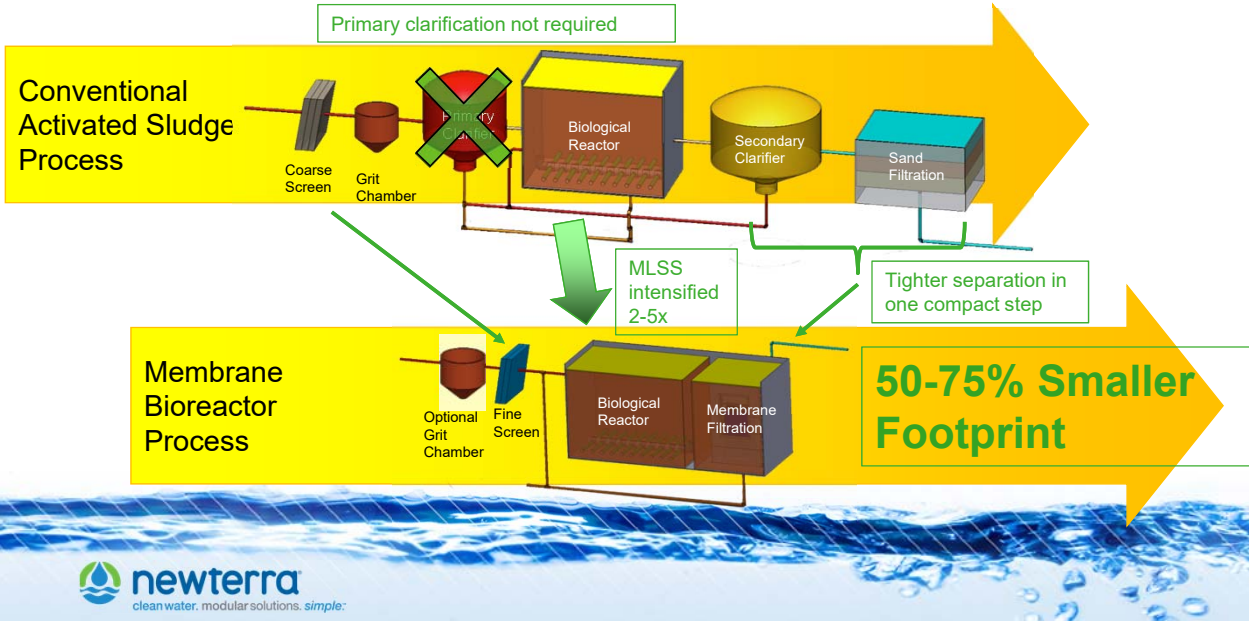 Primary clarification not required
Conventional
Activated Sludge
Process
Coarse
Screen
Grit
Chamber
Primary
Clarifier
Biological
Reactor
Secondary
Clarifier
Sand
Filtration
MLSS
intensified
2-5x
Tighter separation in
one compact step
Membrane
Bioreactor
Process
Optional
Grit
Chamber
Fine
Screen
Biological
Reactor
Membrane
Filtration
50-75% Smaller
Footprint
newterra
clean water. modular solutions. simple: